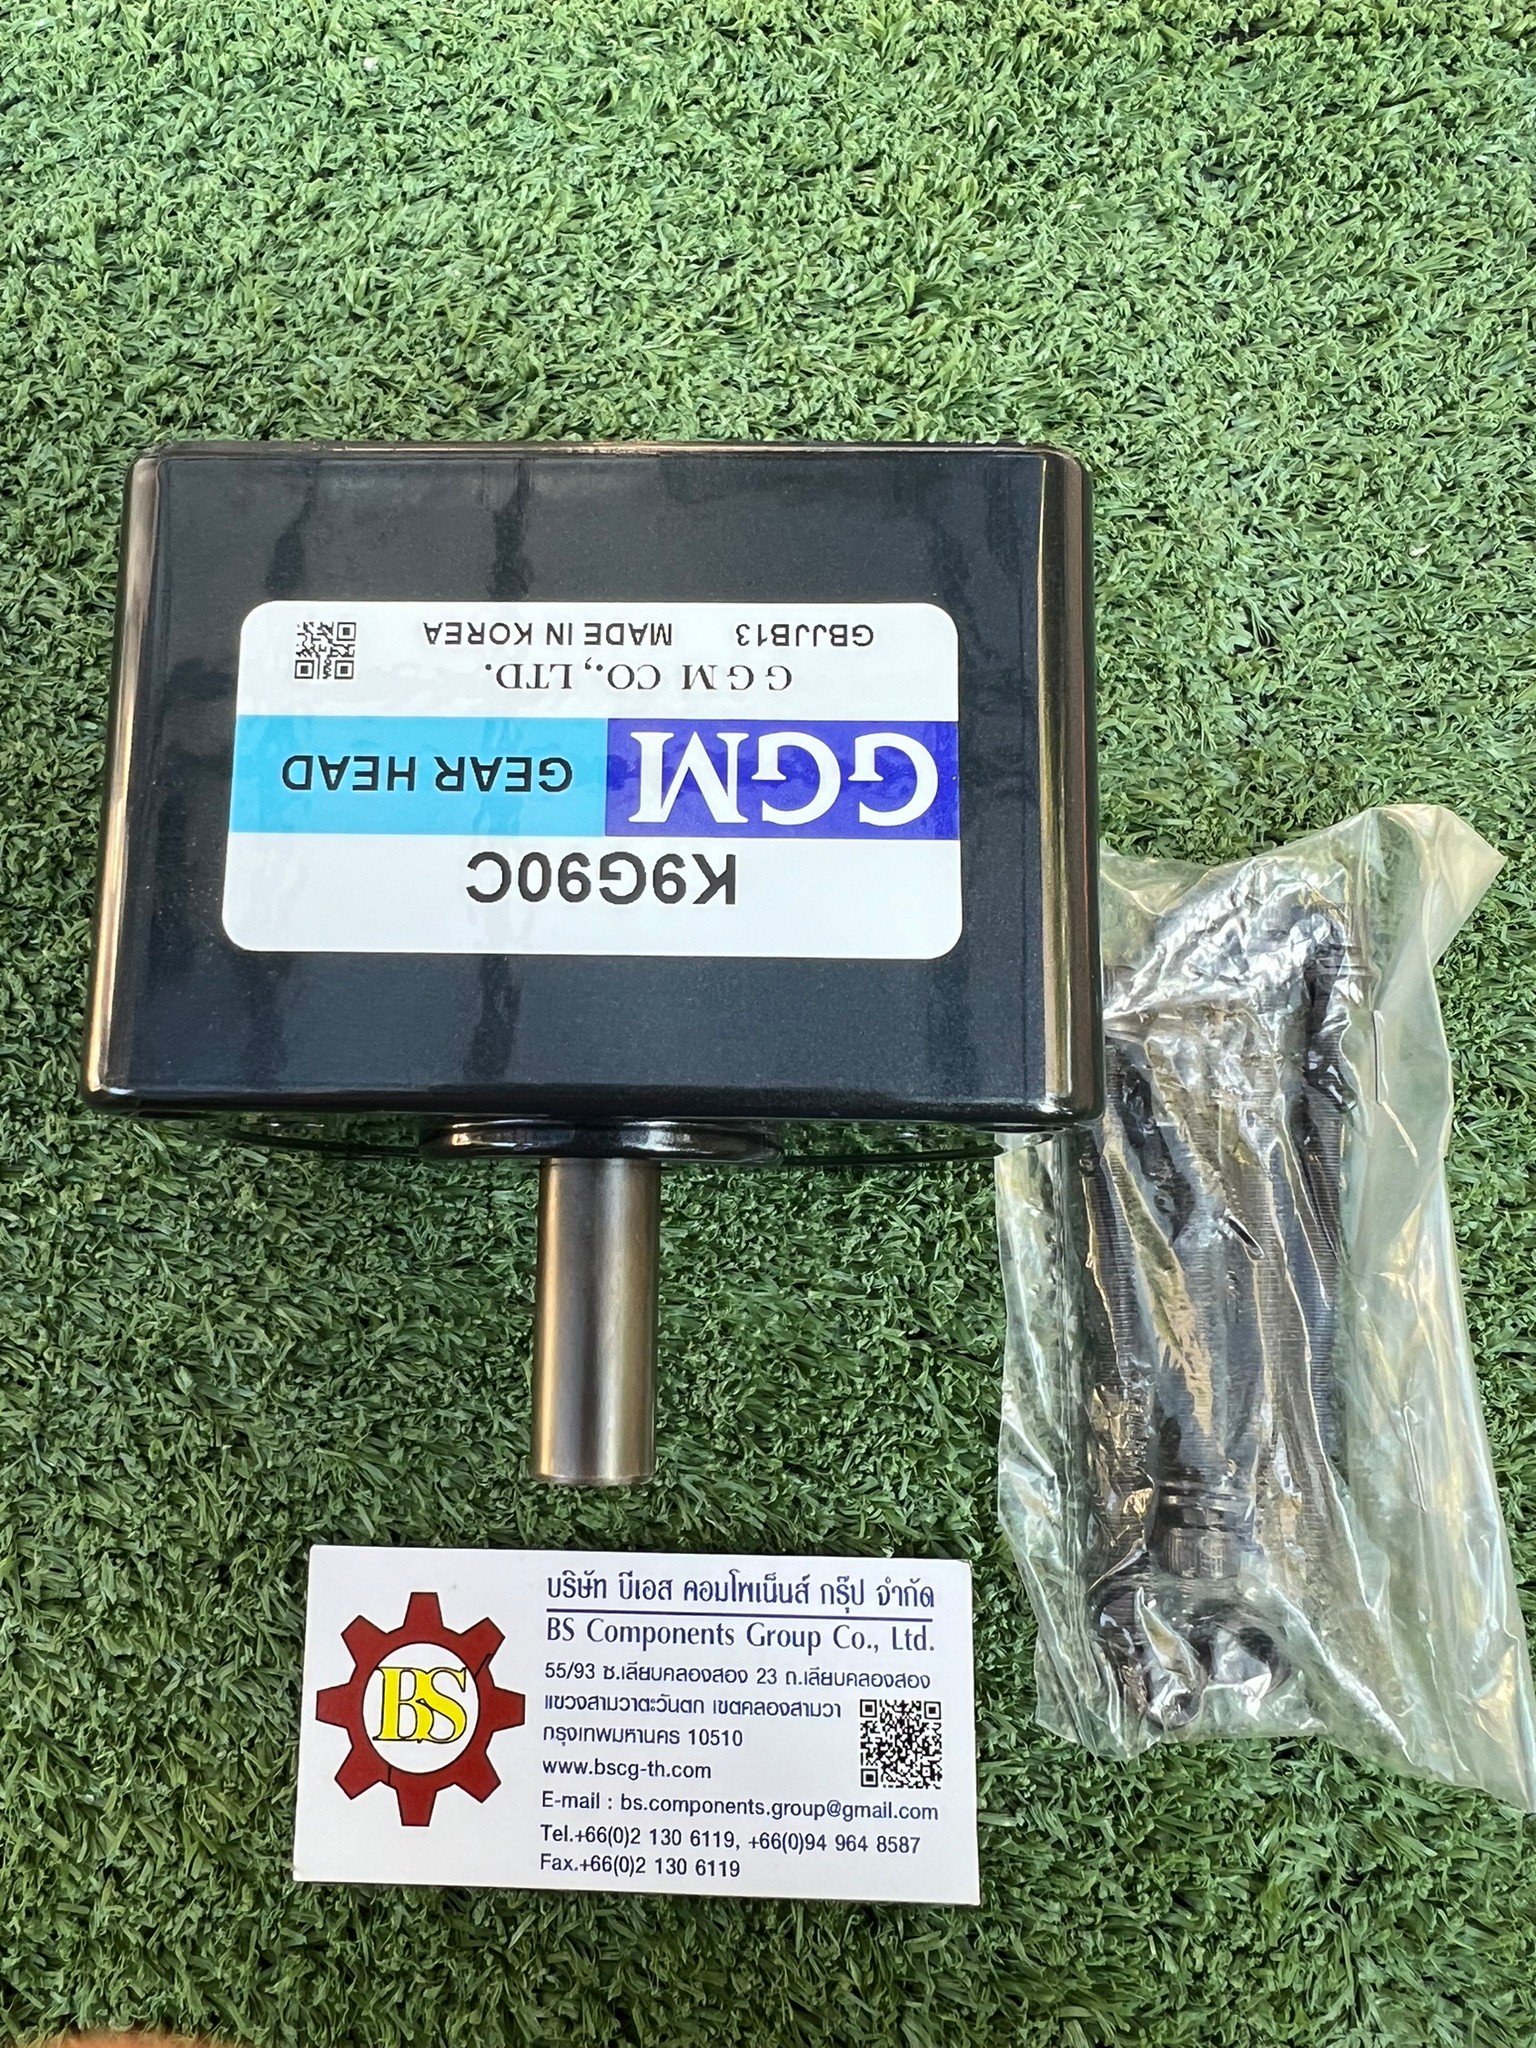 K9G90C
GGM GEAR HEAD
G G M CO., LTD.
GBJJB13 MADE IN KOREA
BS
บริษัท บีเอส คอมโพเน็นส์ กรุ๊ป จำกัด
BS Components Group Co., Ltd.
55/93 ซ.เลียบคลองสอง 23 ถ.เลียบคลองสอง
แขวงสามวาตะวันตก เขตคลองสามวา
กรุงเทพมหานคร 10510
www.bscg-th.com
E-mail : bs.components.group@gmail.com
Tel.+66(0)2 130 6119, +66(0)94 964 8587
Fax.+66(0)2 130 6119